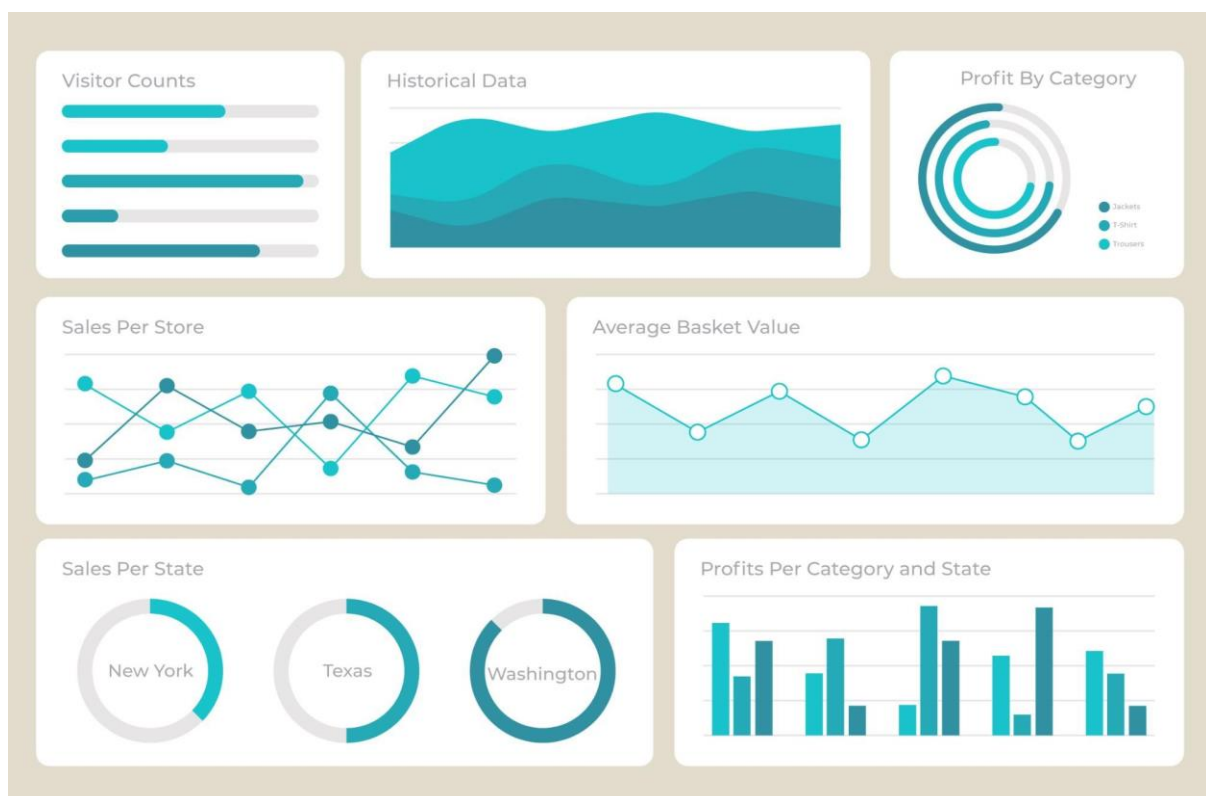 Visitor Counts
Historical Data
Profit By Category
Jackets
T-Shirt
Trousers
Sales Per Store
Average Basket Value
Sales Per State
New York
Texas
Washington
Profits Per Category and State